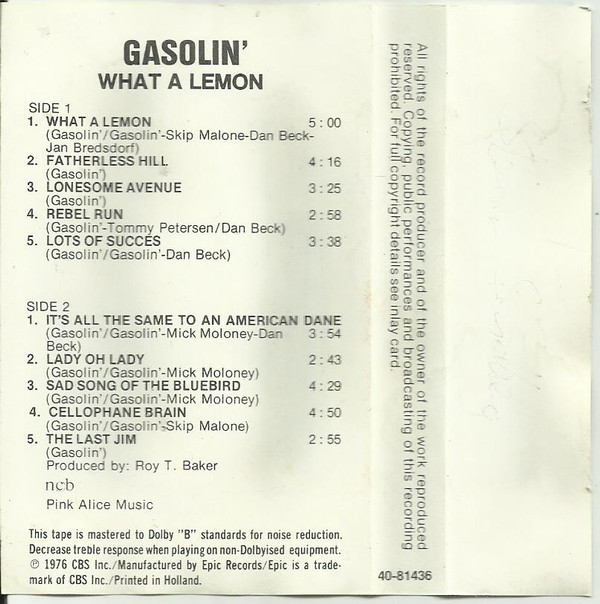 GASOLIN'
WHAT A LEMON
SIDE 1
1. WHAT A LEMON 5:00
(Gasolin'/Gasolin'-Skip Malone-Dan Beck-
Jan Bredsdorf)
2. FATHERLESS HILL 4:16
(Gasolin')
3. LONESOME AVENUE 3:25
(Gasolin')
4. REBEL RUN 2:58
(Gasolin'-Tommy Petersen/Dan Beck)
5. LOTS OF SUCCES 3:38
(Gasolin'/Gasolin'-Dan Beck)
SIDE 2
1. IT'S ALL THE SAME TO AN AMERICAN DANE
(Gasolin'/Gasolin'-Mick Moloney-Dan 3:54
Beck)
2. LADY OH LADY 2:43
(Gasolin'/Gasolin'-Mick Moloney)
3. SAD SONG OF THE BLUEBIRD 4:29
(Gasolin'/Gasolin'-Mick Moloney)
4. CELLOPHANE BRAIN 4:50
(Gasolin'/Gasolin'-Skip Malone)
5. THE LAST JIM 2:55
(Gasolin')
Produced by: Roy T. Baker
ncb
Pink Alice Music
This tape is mastered to Dolby "B" standards for noise reduction.
Decrease treble response when playing on non-Dolbyised equipment.
℗ 1976 CBS Inc./Manufactured by Epic Records/Epic is a trade-
mark of CBS Inc./Printed in Holland.
All rights of the record producer and of the owner of the work reproduced
reserved. Copying, public performances and broadcasting of this recording
prohibited. For full copyright details see inlay card.
40-81436